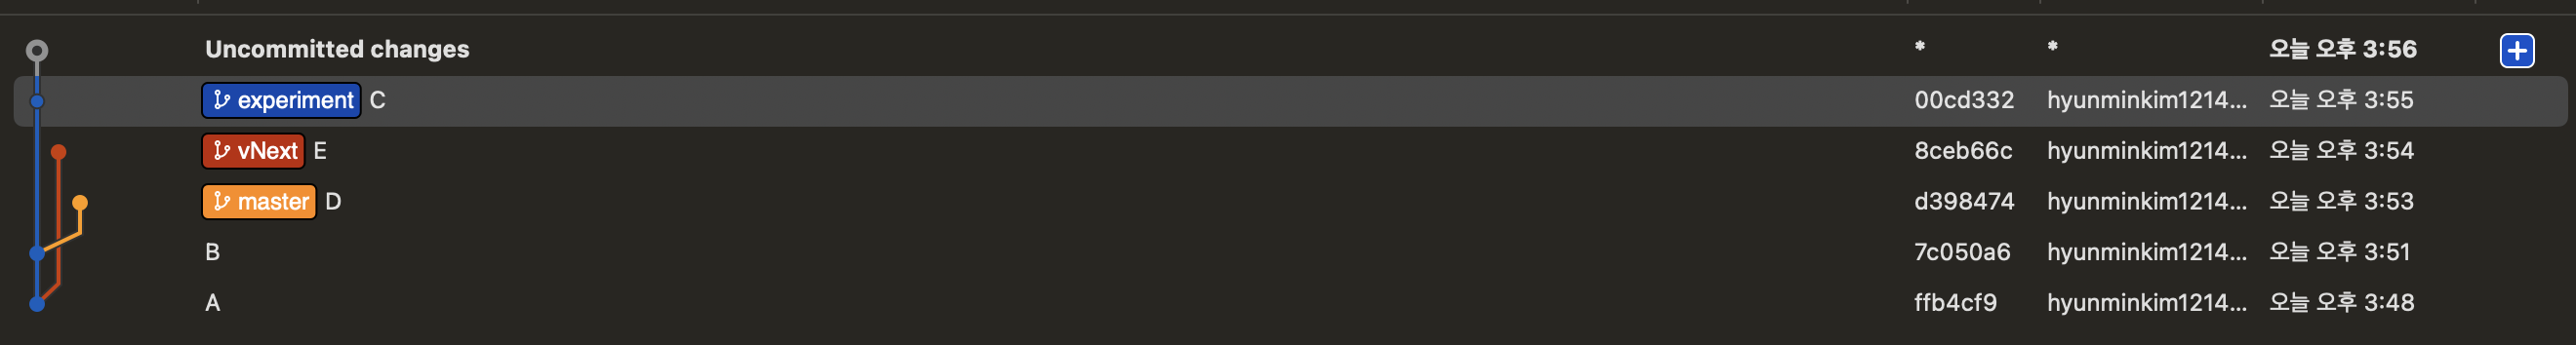 Uncommitted changes * * 오늘 오후 3:56
experiment C 00cd332 hyunminkim1214... 오늘 오후 3:55
vNext E 8ceb66c hyunminkim1214... 오늘 오후 3:54
master D d398474 hyunminkim1214... 오늘 오후 3:53
B 7c050a6 hyunminkim1214... 오늘 오후 3:51
A ffb4cf9 hyunminkim1214... 오늘 오후 3:48